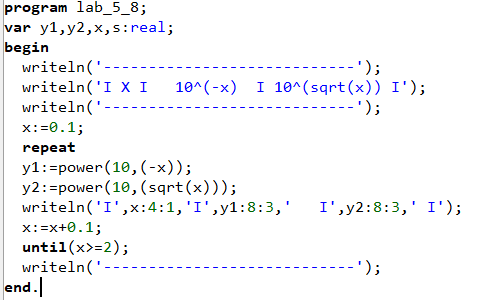 program lab_5_8;
var y1,y2,x,s:real;
begin
writeln('----------------------------');
writeln('I X I   10^(-x)  I 10^(sqrt(x)) I');
writeln('----------------------------');
x:=0.1;
repeat
y1:=power(10,(-x));
y2:=power(10,(sqrt(x)));
writeln('I',x:4:1,'I',y1:8:3,'   I',y2:8:3,' I');
x:=x+0.1;
until(x>=2);
writeln('----------------------------');
end.